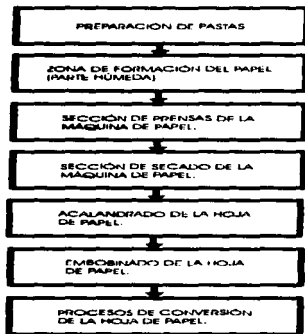 PREPARACIÓN DE PASTAS
ZONA DE FORMACIÓN DEL PAPEL
(PARTE HÚMEDA)
SECCIÓN DE PRENSAS DE LA
MÁQUINA DE PAPEL.
SECCIÓN DE SECADO DE LA
MÁQUINA DE PAPEL.
ACALANDRADO DE LA HOJA
DE PAPEL.
EMBOBINADO DE LA HOJA
DE PAPEL.
PROCESOS DE CONVERSIÓN
DE LA HOJA DE PAPEL.